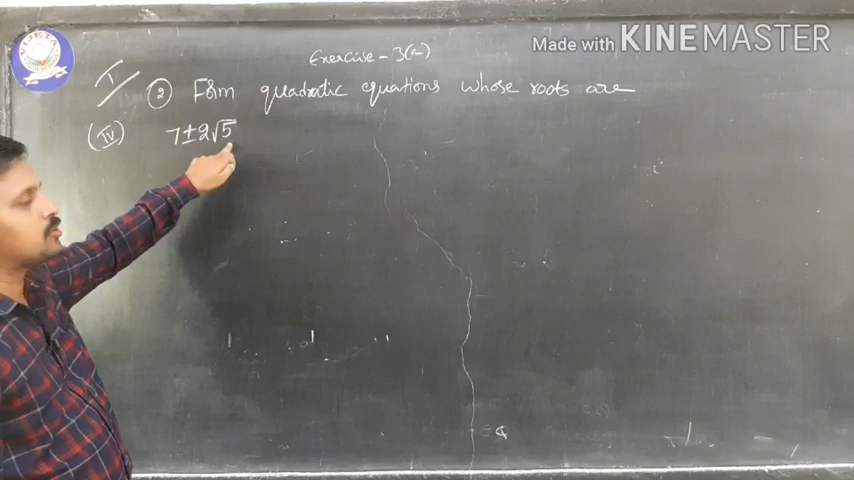 Made with KINEMASTER
Exercise - 3(a)
I
② Form quadratic equations whose roots are
(IV) 7±2√5